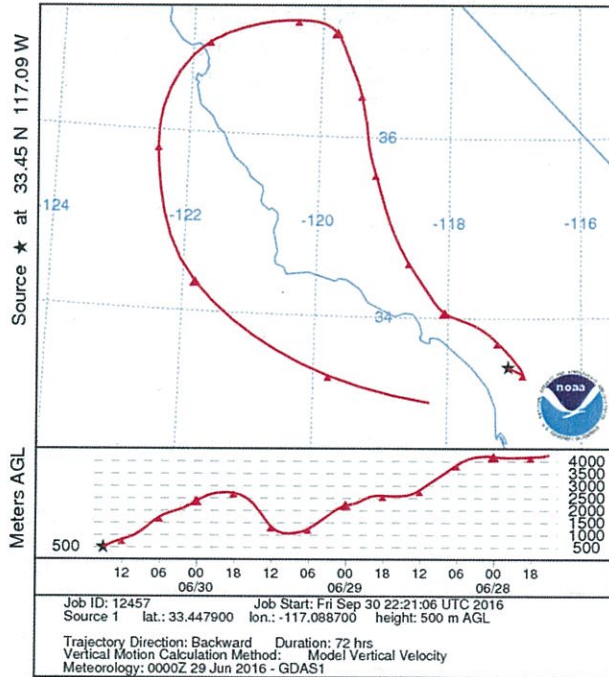 Source ★ at 33.45 N 117.09 W
36
-124
-122
-120
-118
-116
34
noaa
Meters AGL
4000
3500
3000
2500
2000
1500
1000
500
500
12 06 00 18 12 06 00 18 12 06 00 18
06/30 06/29 06/28
Job ID: 12457 Job Start: Fri Sep 30 22:21:06 UTC 2016
Source 1 lat.: 33.447900 lon.: -117.088700 height: 500 m AGL
Trajectory Direction: Backward Duration: 72 hrs
Vertical Motion Calculation Method: Model Vertical Velocity
Meteorology: 0000Z 29 Jun 2016 - GDAS1